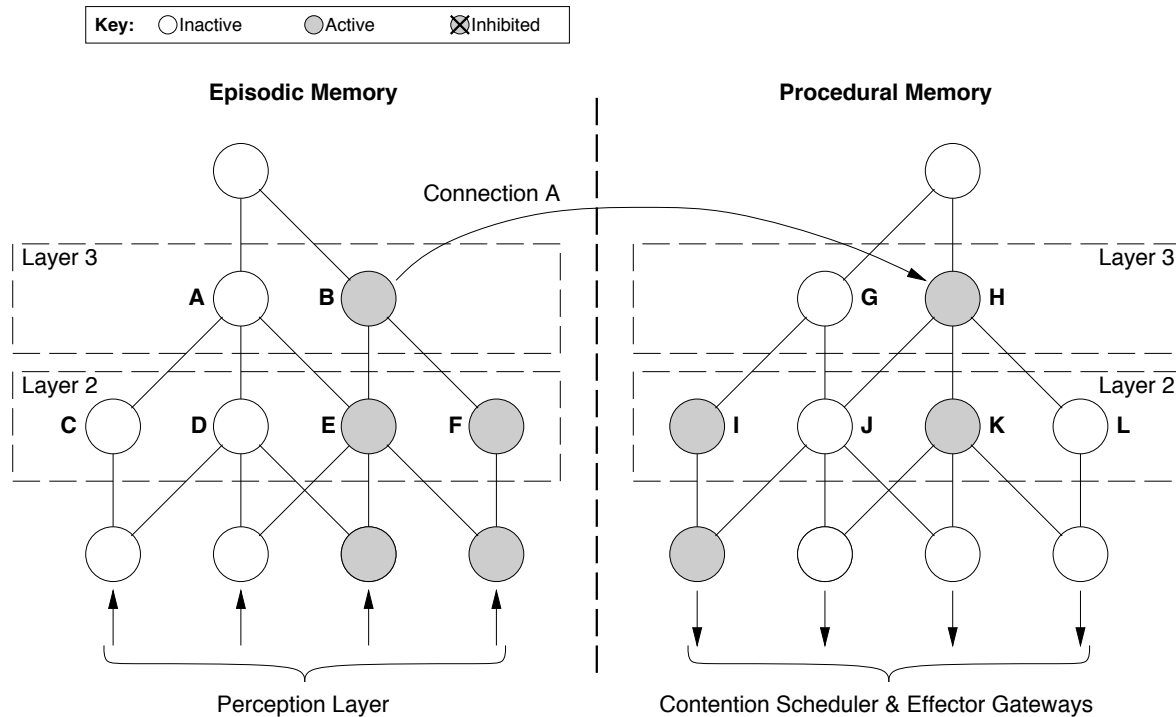 Key: Inactive Active Inhibited
Episodic Memory Procedural Memory
Connection A
Layer 3 Layer 3
A B G H
Layer 2 Layer 2
C D E F I J K L
Perception Layer Contention Scheduler & Effector Gateways